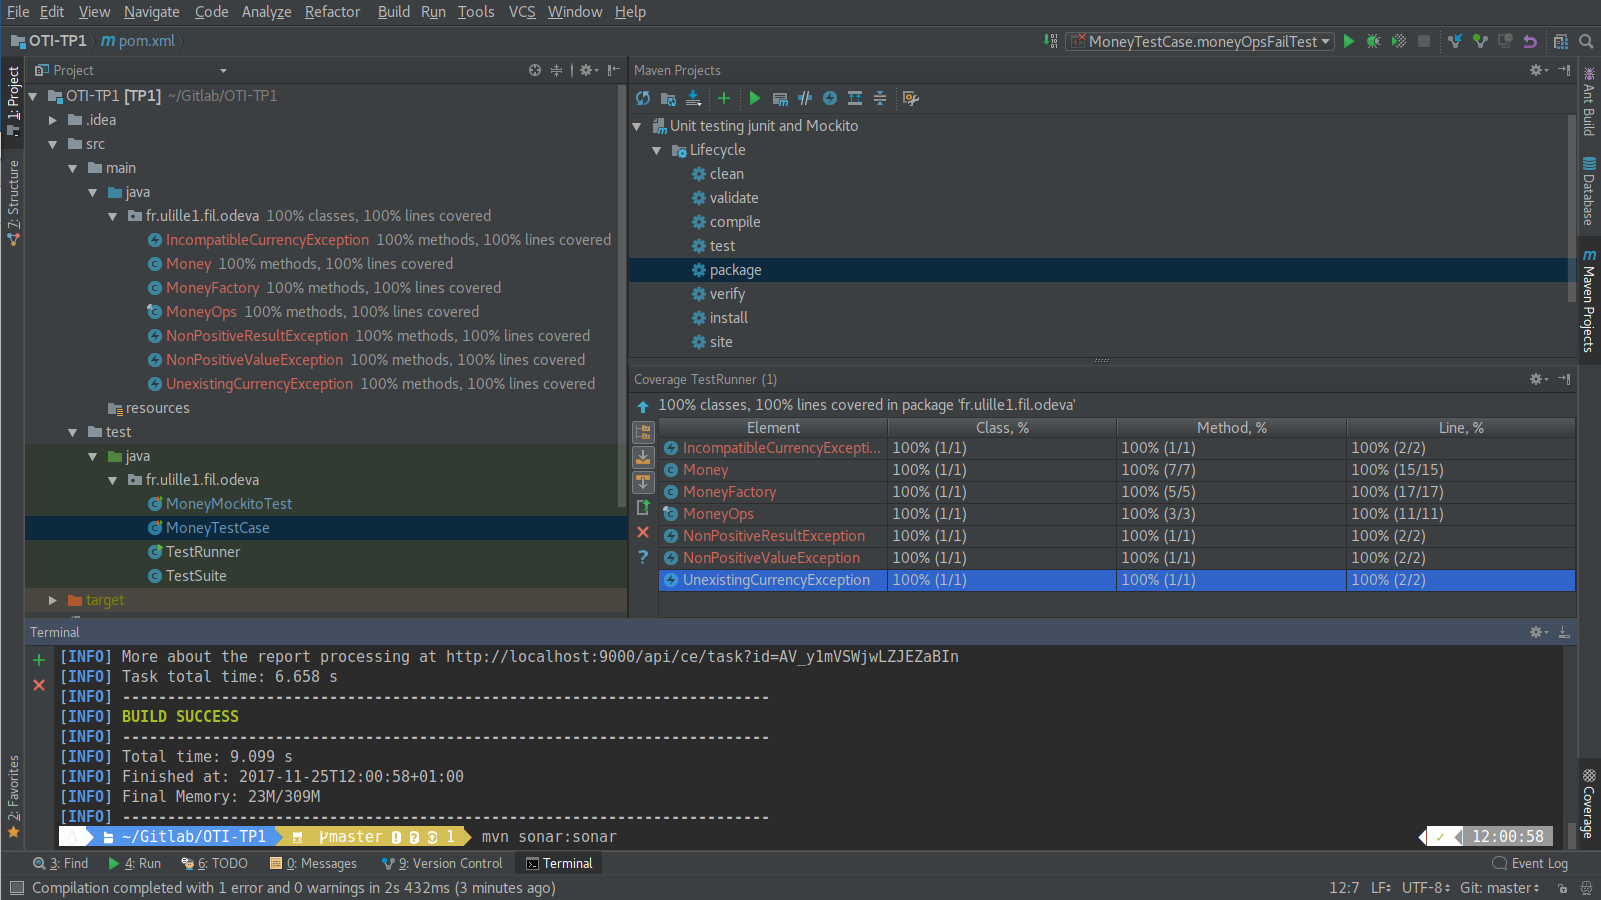 File Edit View Navigate Code Analyze Refactor Build Run Tools VCS Window Help
OTI-TP1 pom.xml
MoneyTestCase.moneyOpsFailTest
1: Project
7: Structure
2: Favorites
Project
OTI-TP1 [TP1] ~/Gitlab/OTI-TP1
.idea
src
main
java
fr.ulille1.fil.odeva 100% classes, 100% lines covered
IncompatibleCurrencyException 100% methods, 100% lines covered
Money 100% methods, 100% lines covered
MoneyFactory 100% methods, 100% lines covered
MoneyOps 100% methods, 100% lines covered
NonPositiveResultException 100% methods, 100% lines covered
NonPositiveValueException 100% methods, 100% lines covered
UnexistingCurrencyException 100% methods, 100% lines covered
resources
test
java
fr.ulille1.fil.odeva
MoneyMockitoTest
MoneyTestCase
TestRunner
TestSuite
target
Maven Projects
Unit testing junit and Mockito
Lifecycle
clean
validate
compile
test
package
verify
install
site
Coverage TestRunner (1)
100% classes, 100% lines covered in package 'fr.ulille1.fil.odeva'
Element Class, % Method, % Line, %
IncompatibleCurrencyExcepti... 100% (1/1) 100% (1/1) 100% (2/2)
Money 100% (1/1) 100% (7/7) 100% (15/15)
MoneyFactory 100% (1/1) 100% (5/5) 100% (17/17)
MoneyOps 100% (1/1) 100% (3/3) 100% (11/11)
NonPositiveResultException 100% (1/1) 100% (1/1) 100% (2/2)
NonPositiveValueException 100% (1/1) 100% (1/1) 100% (2/2)
UnexistingCurrencyException 100% (1/1) 100% (1/1) 100% (2/2)
Ant Build
Database
Maven Projects
Coverage
Terminal
[INFO] More about the report processing at http://localhost:9000/api/ce/task?id=AV_y1mVSWjwLZJEZaBIn
[INFO] Task total time: 6.658 s
[INFO] ------------------------------------------------------------------------
[INFO] BUILD SUCCESS
[INFO] ------------------------------------------------------------------------
[INFO] Total time: 9.099 s
[INFO] Finished at: 2017-11-25T12:00:58+01:00
[INFO] Final Memory: 23M/309M
[INFO] ------------------------------------------------------------------------
~/Gitlab/OTI-TP1 master 1 mvn sonar:sonar ✓ 12:00:58
3: Find 4: Run 6: TODO 0: Messages 9: Version Control Terminal Event Log
Compilation completed with 1 error and 0 warnings in 2s 432ms (3 minutes ago) 12:7 LF UTF-8 Git: master